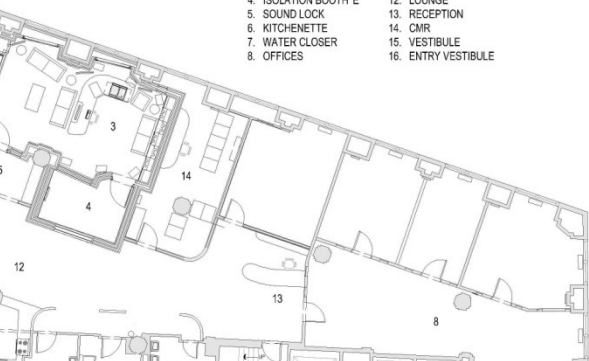 4. ISOLATION BOOTH E
5. SOUND LOCK
6. KITCHENETTE
7. WATER CLOSER
8. OFFICES
12. LOUNGE
13. RECEPTION
14. CMR
15. VESTIBULE
16. ENTRY VESTIBULE
3
14
5
4
12
13
8